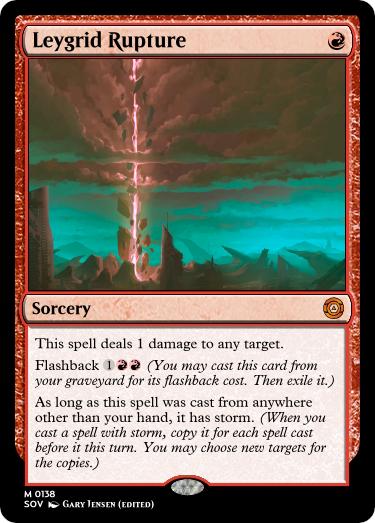 Leygrid Rupture
Sorcery
This spell deals 1 damage to any target.
Flashback 1 (You may cast this card from
your graveyard for its flashback cost. Then exile it.)
As long as this spell was cast from anywhere
other than your hand, it has storm. (When you
cast a spell with storm, copy it for each spell cast
before it this turn. You may choose new targets for
the copies.)
M 0138
SOV GARY JENSEN (EDITED)